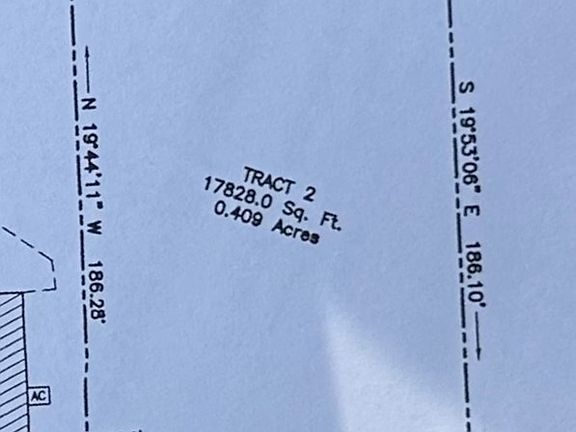 N 19°44'11" W 186.28'
TRACT 2
17828.0 Sq. Ft.
0.409 Acres
S 19°53'06" E 186.10'
AC